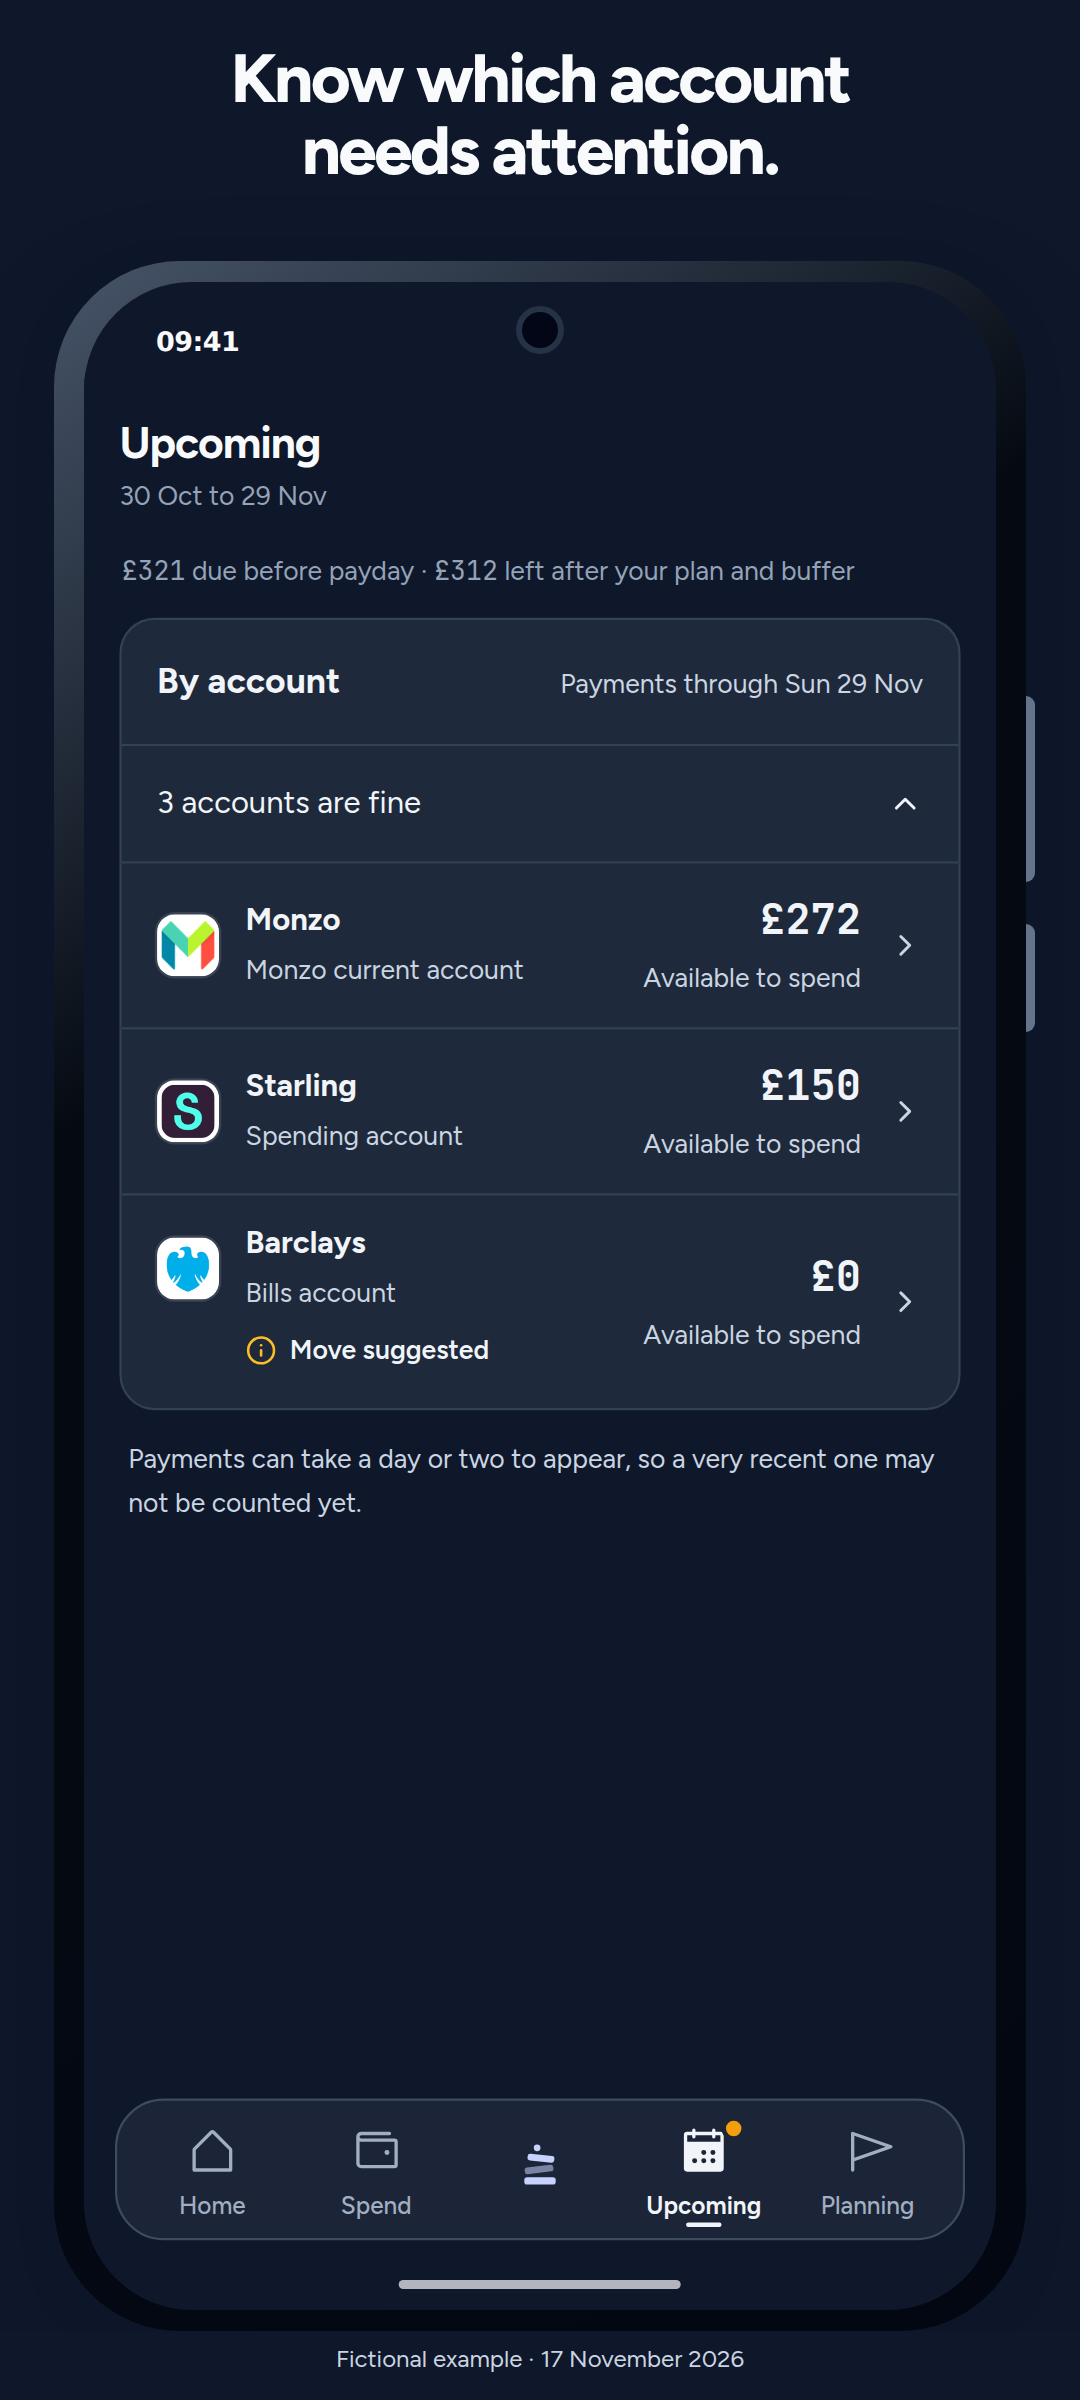 Know which account
needs attention.
09:41
Upcoming
30 Oct to 29 Nov
£321 due before payday · £312 left after your plan and buffer
By account
Payments through Sun 29 Nov
3 accounts are fine
Monzo
£272
Monzo current account
Available to spend
Starling
£150
Spending account
Available to spend
Barclays
£0
Bills account
Available to spend
Move suggested
Payments can take a day or two to appear, so a very recent one may
not be counted yet.
Home
Spend
Upcoming
Planning
Fictional example · 17 November 2026